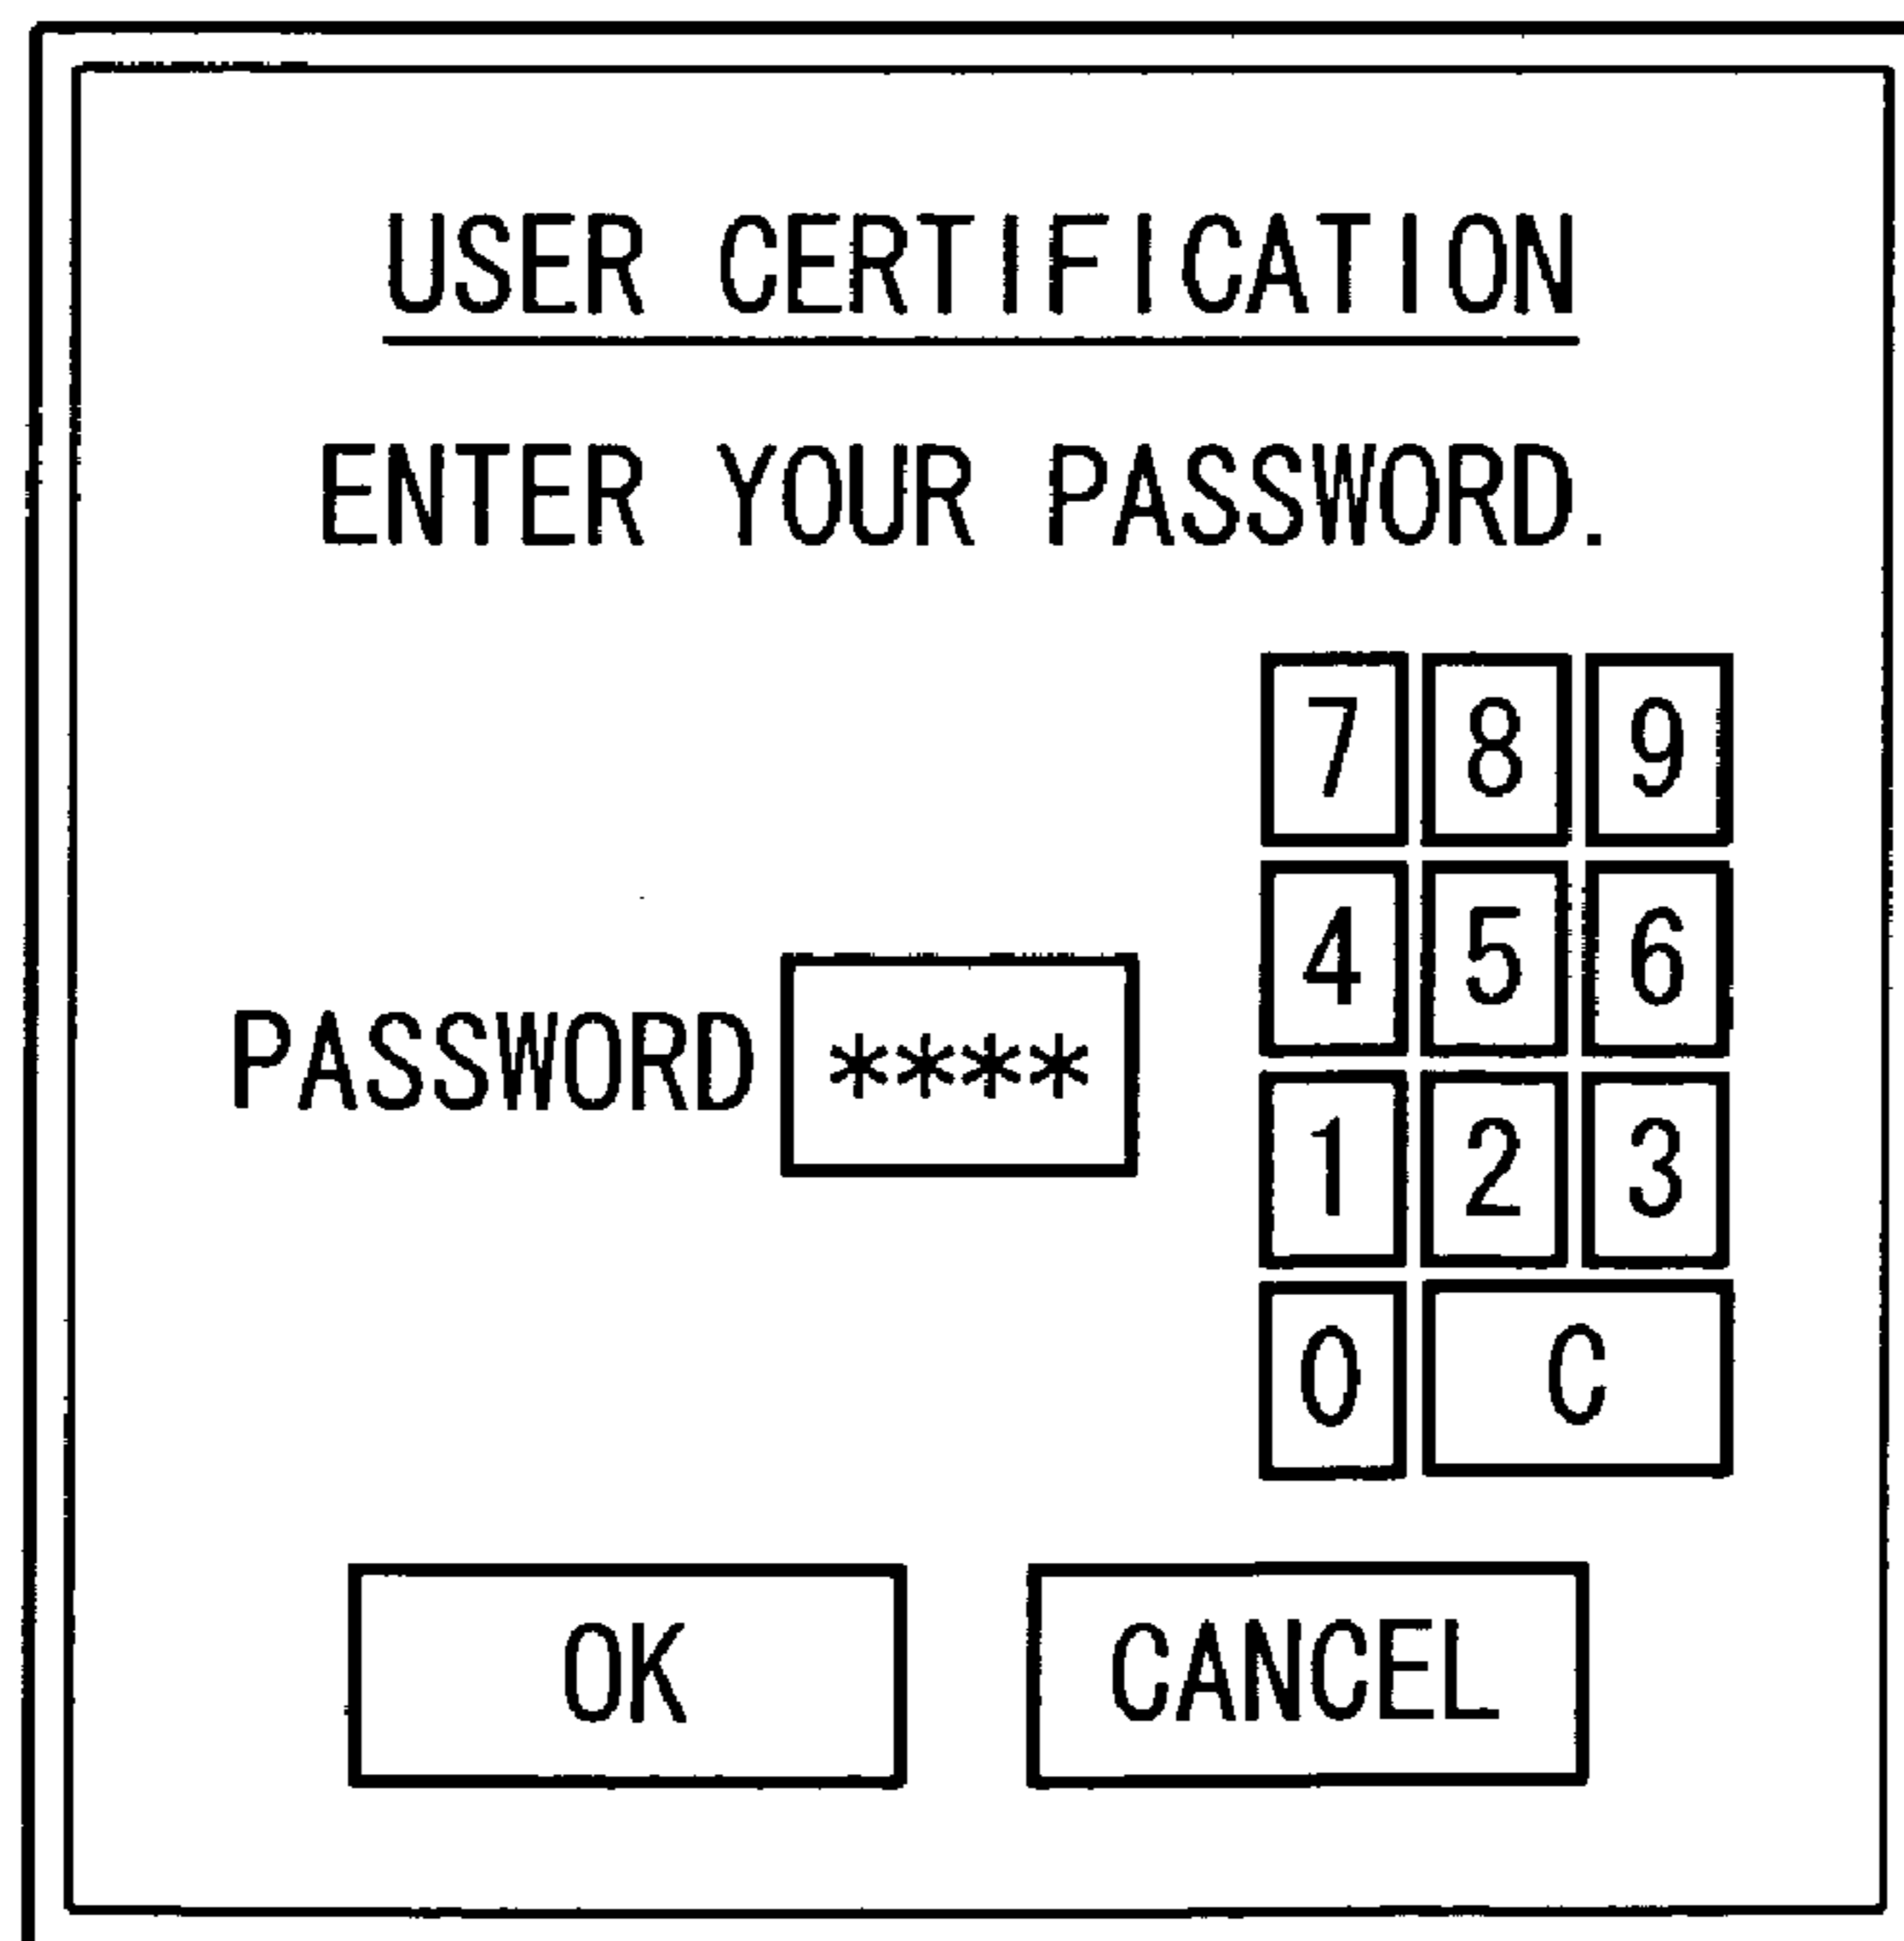 USER CERTIFICATION
ENTER YOUR PASSWORD.
7 8 9
4 5 6
PASSWORD ****
1 2 3
0 C
OK CANCEL